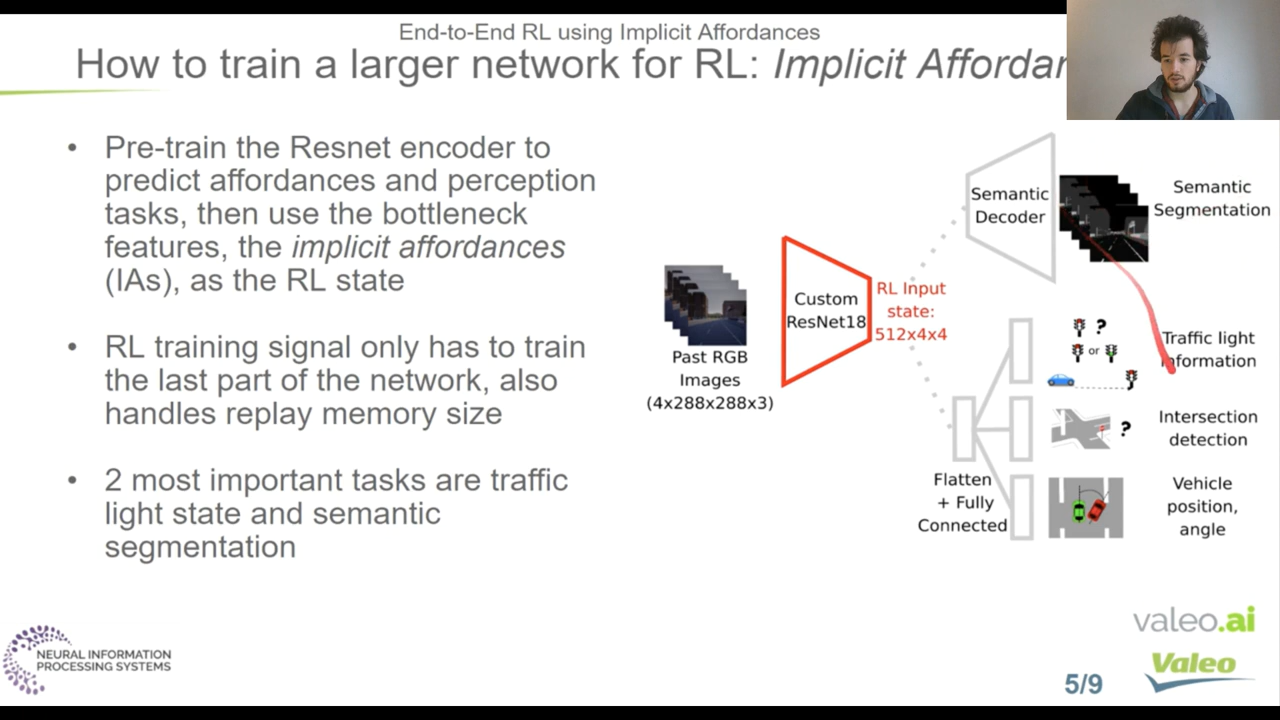 End-to-End RL using Implicit Affordances
How to train a larger network for RL: Implicit Affordan
• Pre-train the Resnet encoder to
predict affordances and perception
tasks, then use the bottleneck
features, the implicit affordances
(IAs), as the RL state
• RL training signal only has to train
the last part of the network, also
handles replay memory size
• 2 most important tasks are traffic
light state and semantic
segmentation
Past RGB
Images
(4x288x288x3)
Custom
ResNet18
RL Input
state:
512x4x4
Semantic
Decoder
Semantic
Segmentation
? 
or
Traffic light
information
?
Intersection
detection
Flatten
+ Fully
Connected
Vehicle
position,
angle
NEURAL INFORMATION
PROCESSING SYSTEMS
valeo.ai
Valeo
5/9